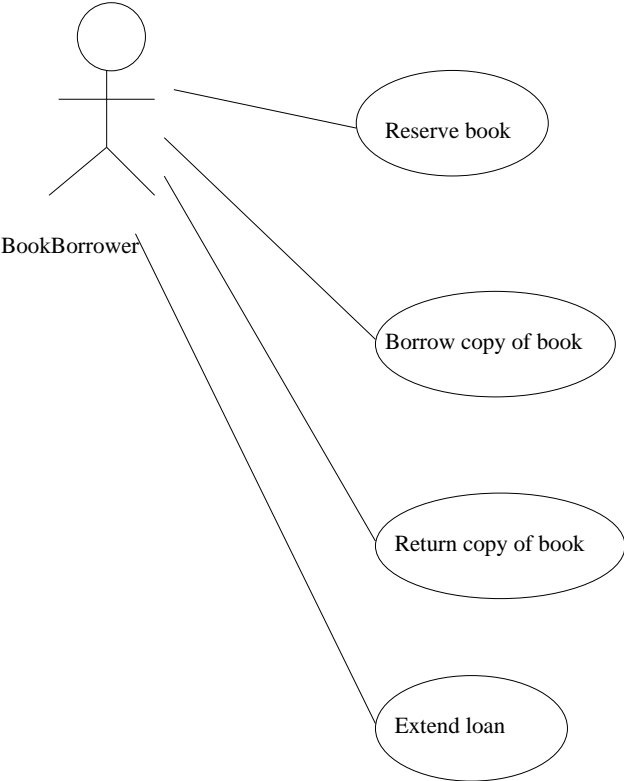 Reserve book
BookBorrower
Borrow copy of book
Return copy of book
Extend loan